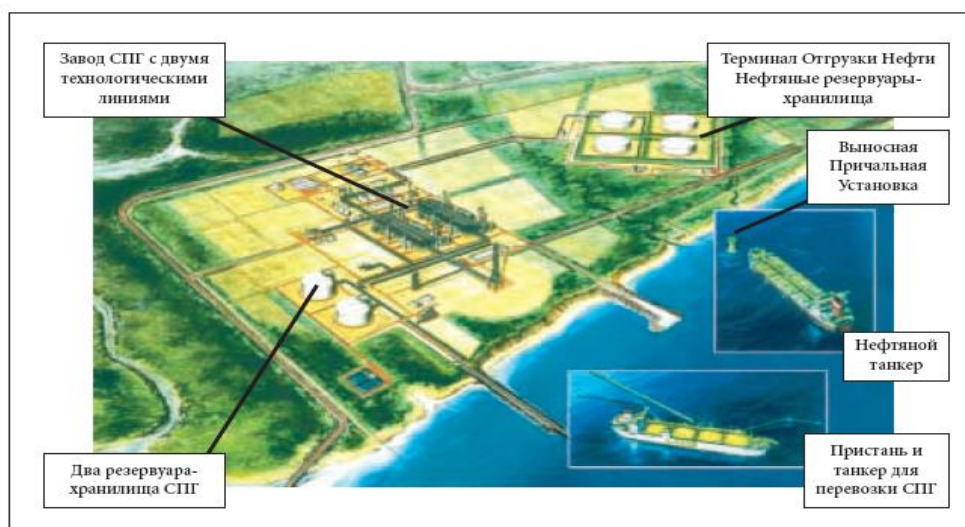 Завод СПГ с двумя
технологическими
линиями
Терминал Отгрузки Нефти
Нефтяные резервуары-
хранилища
Выносная
Причальная
Установка
Нефтяной
танкер
Два резервуара-
хранилища СПГ
Пристань и
танкер для
перевозки СПГ